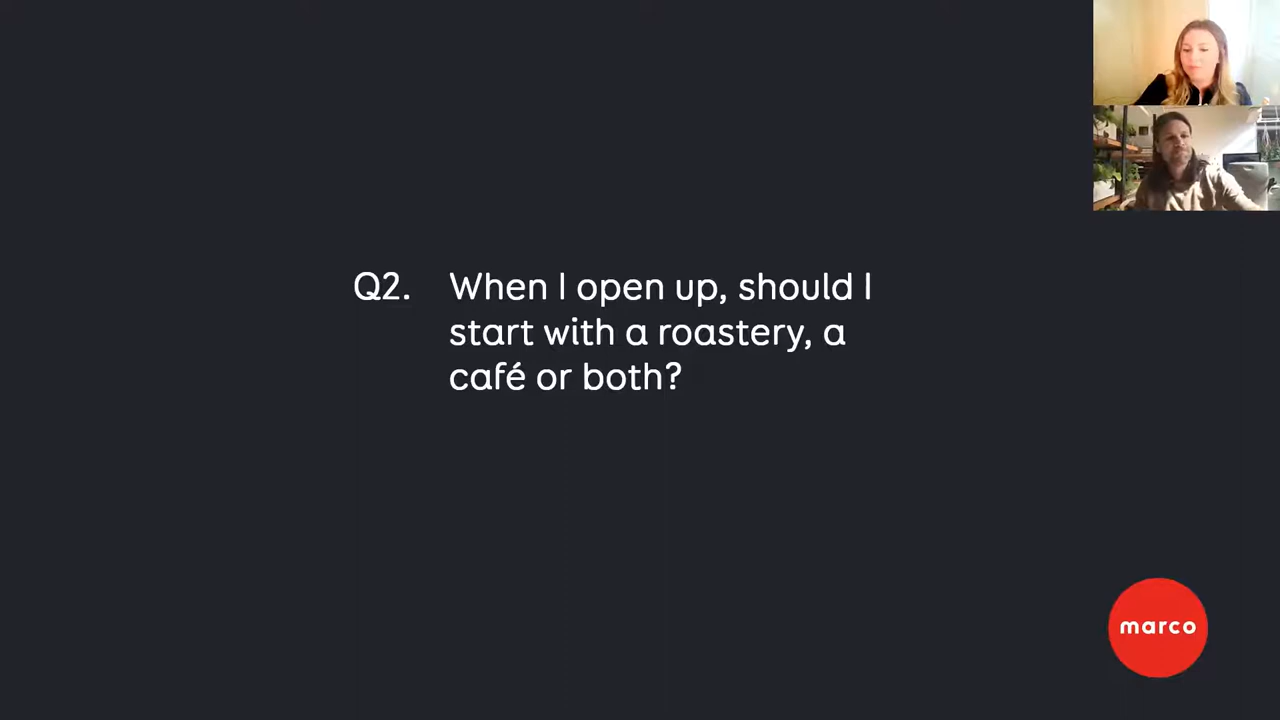 Q2. When I open up, should I
start with a roastery, a
café or both?
marco